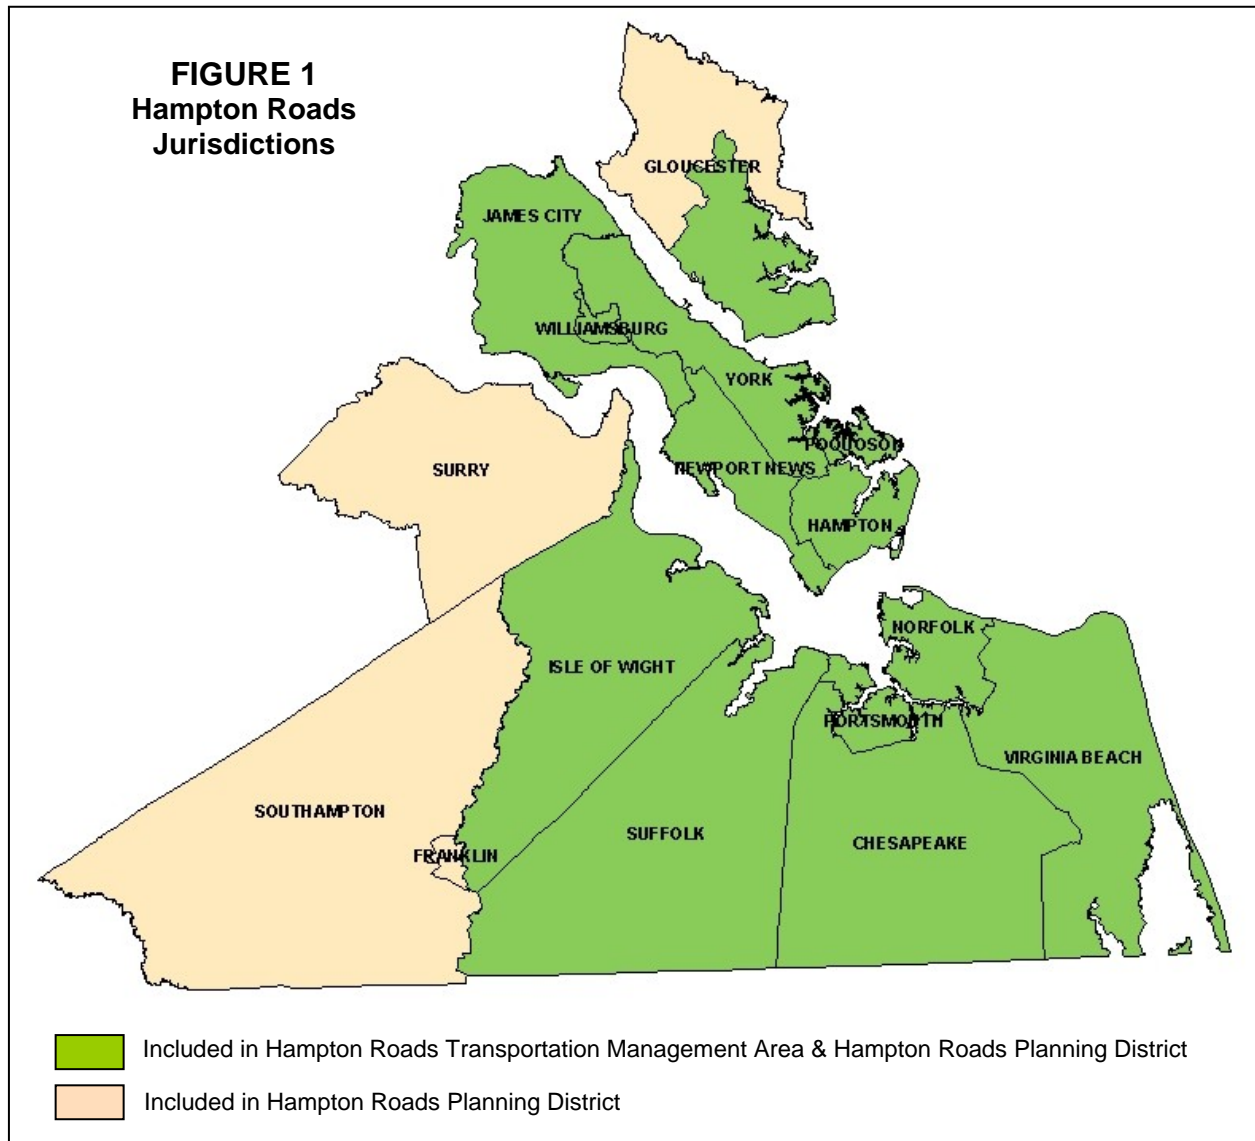 FIGURE 1
Hampton Roads
Jurisdictions
GLOUCESTER
JAMES CITY
WILLIAMSBURG
YORK
POQUOSON
NEWPORT NEWS
SURRY
HAMPTON
NORFOLK
ISLE OF WIGHT
PORTSMOUTH
VIRGINIA BEACH
SOUTHAMPTON
SUFFOLK
CHESAPEAKE
FRANKLIN
Included in Hampton Roads Transportation Management Area & Hampton Roads Planning District
Included in Hampton Roads Planning District